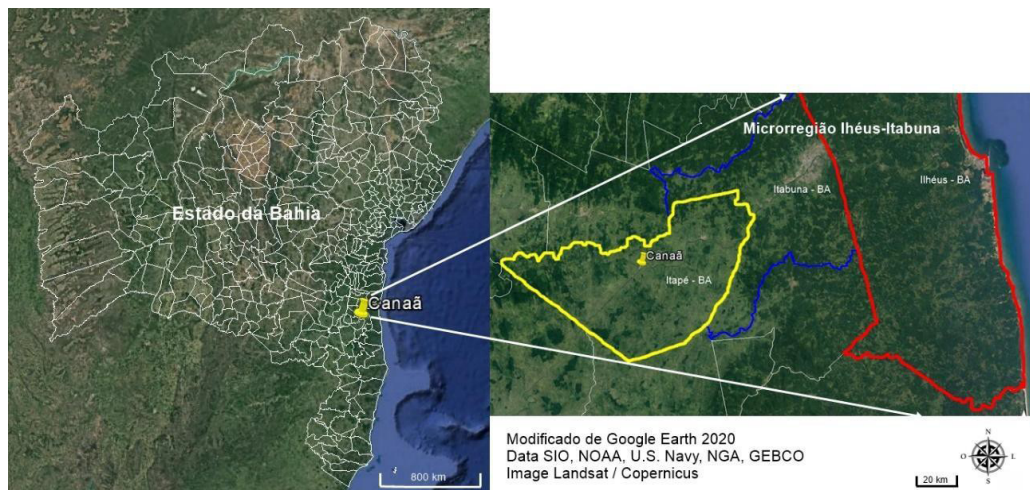 Estado da Bahia
Canaã
800 km
Microrregião Ihéus-Itabuna
Itabuna - BA
Ilhéus - BA
Canaã
Itapé - BA
Modificado de Google Earth 2020
Data SIO, NOAA, U.S. Navy, NGA, GEBCO
Image Landsat / Copernicus
N
O
L
S
20 km